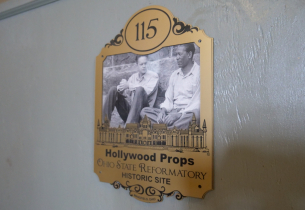 115
Hollywood Props
OHIO STATE REFORMATORY
HISTORIC SITE